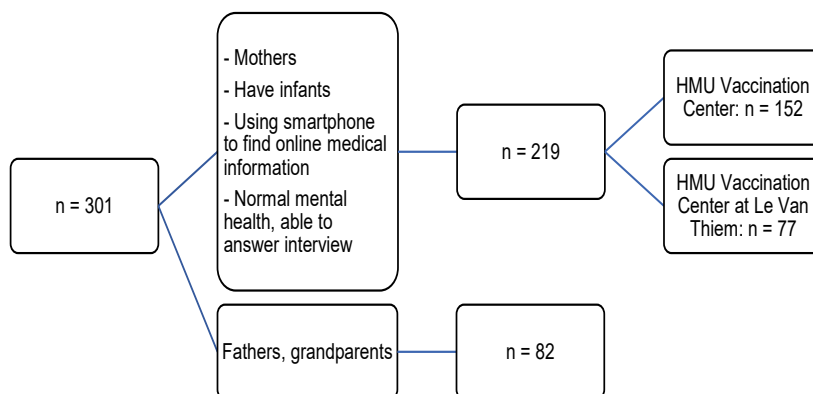 n = 301
- Mothers
- Have infants
- Using smartphone
to find online medical
information
- Normal mental
health, able to
answer interview
n = 219
HMU Vaccination
Center: n = 152
HMU Vaccination
Center at Le Van
Thiem: n = 77
Fathers, grandparents
n = 82